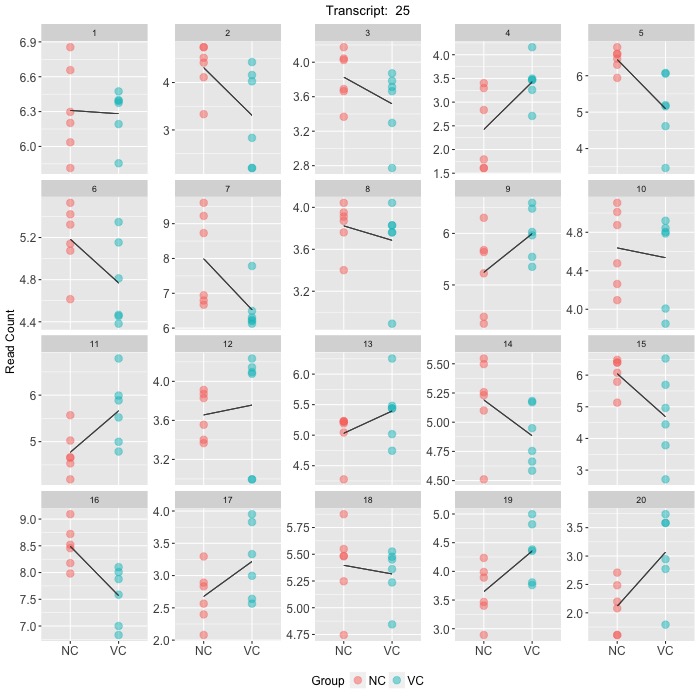 Transcript: 25
1 2 3 4 5
6.9 6.6 6.3 6.0
4 3
4.0 3.6 3.2 2.8
4.0 3.5 3.0 2.5 2.0 1.5
6 5 4
6 7 8 9 10
5.2 4.8 4.4
9 8 7 6
4.0 3.6 3.2
6 5
4.8 4.4 4.0
Read Count
11 12 13 14 15
6 5
4.0 3.6 3.2
6.0 5.5 5.0 4.5
5.50 5.25 5.00 4.75 4.50
6 5 4 3
16 17 18 19 20
9.0 8.5 8.0 7.5 7.0
4.0 3.5 3.0 2.5 2.0
5.75 5.50 5.25 5.00 4.75
5.0 4.5 4.0 3.5 3.0
3.5 3.0 2.5 2.0
NC VC NC VC NC VC NC VC NC VC
Group NC VC